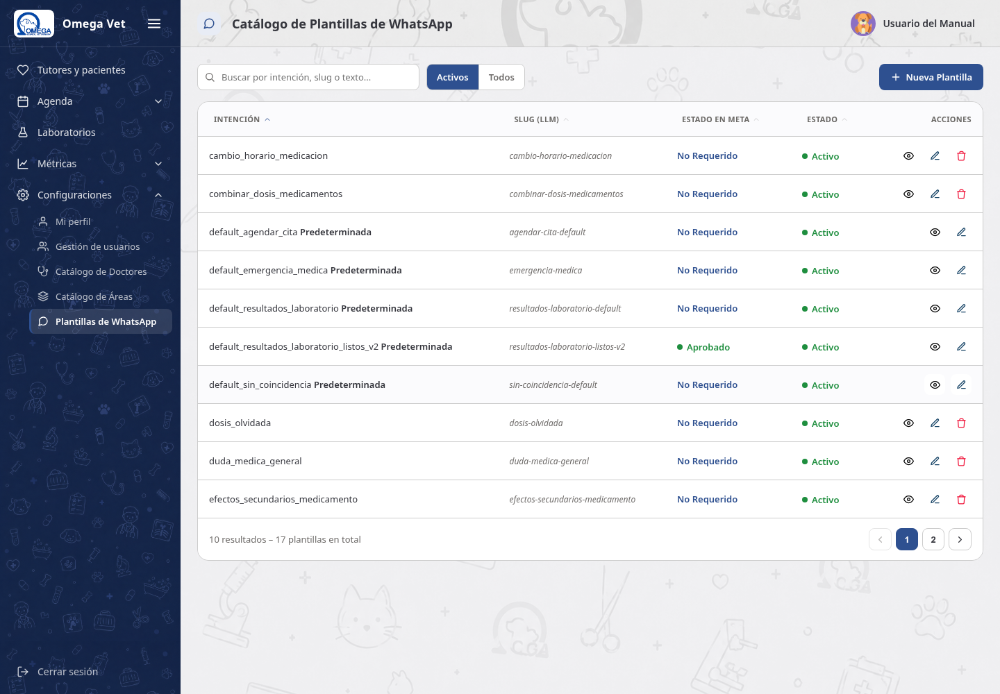 OMEGA
Omega Vet
Tutores y pacientes
Agenda
Laboratorios
Métricas
Configuraciones
Mi perfil
Gestión de usuarios
Catálogo de Doctores
Catálogo de Áreas
Plantillas de WhatsApp
Cerrar sesión
Catálogo de Plantillas de WhatsApp
Usuario del Manual
Buscar por intención, slug o texto...
Activos Todos
Nueva Plantilla
INTENCIÓN SLUG (LLM) ESTADO EN META ESTADO ACCIONES
cambio_horario_medicacion cambio-horario-medicacion No Requerido Activo
combinar_dosis_medicamentos combinar-dosis-medicamentos No Requerido Activo
default_agendar_cita Predeterminada agendar-cita-default No Requerido Activo
default_emergencia_medica Predeterminada emergencia-medica No Requerido Activo
default_resultados_laboratorio Predeterminada resultados-laboratorio-default No Requerido Activo
default_resultados_laboratorio_listos_v2 Predeterminada resultados-laboratorio-listos-v2 Aprobado Activo
default_sin_coincidencia Predeterminada sin-coincidencia-default No Requerido Activo
dosis_olvidada dosis-olvidada No Requerido Activo
duda_medica_general duda-medica-general No Requerido Activo
efectos_secundarios_medicamento efectos-secundarios-medicamento No Requerido Activo
10 resultados – 17 plantillas en total
1 2